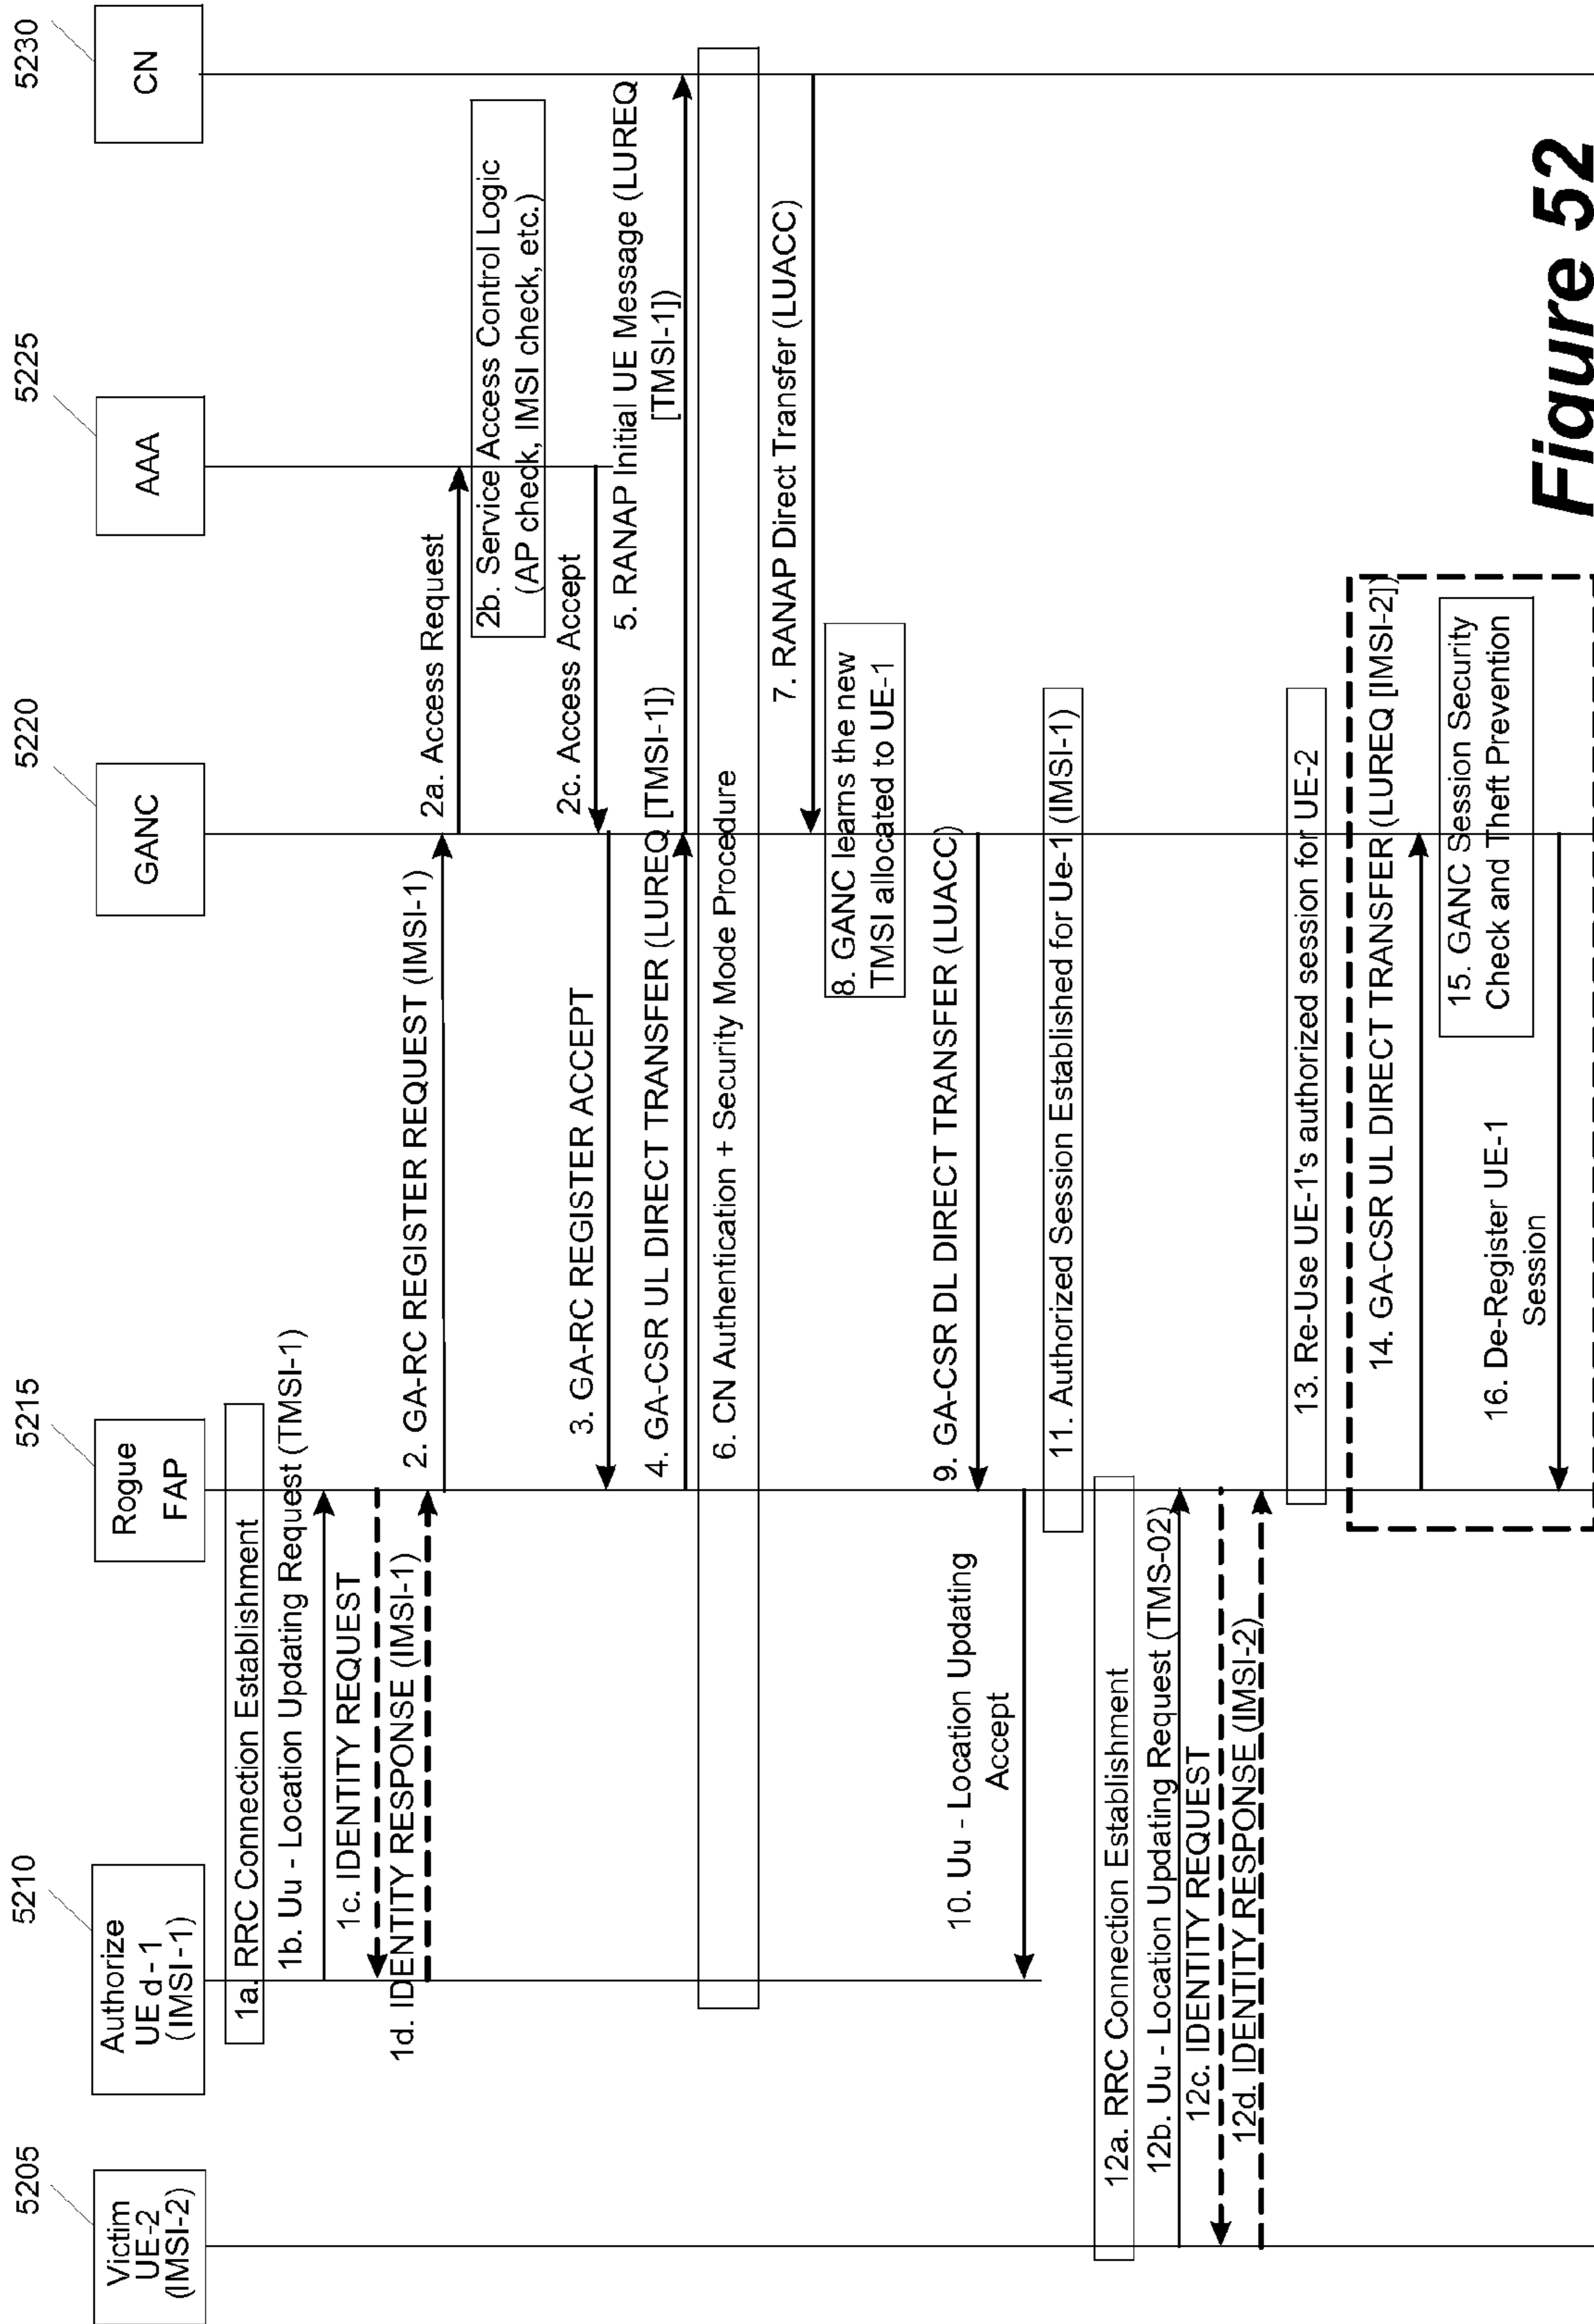 5205
5210
5215
5220
5225
5230
Victim
UE-2
(IMSI-2)
Authorize
UE d - 1
(IMSI-1)
Rogue
FAP
GANC
AAA
CN
1a. RRC Connection Establishment
1b. Uu - Location Updating Request (TMSI-1)
1c. IDENTITY REQUEST
1d. IDENTITY RESPONSE (IMSI-1)
2. GA-RC REGISTER REQUEST (IMSI-1)
2a. Access Request
2b. Service Access Control Logic
(AP check, IMSI check, etc.)
2c. Access Accept
3. GA-RC REGISTER ACCEPT
4. GA-CSR UL DIRECT TRANSFER (LUREQ [TMSI-1])
5. RANAP Initial UE Message (LUREQ
[TMSI-1])
6. CN Authentication + Security Mode Procedure
7. RANAP Direct Transfer (LUACC)
8. GANC learns the new
TMSI allocated to UE-1
9. GA-CSR DL DIRECT TRANSFER (LUACC)
10. Uu - Location Updating
Accept
11. Authorized Session Established for Ue-1 (IMSI-1)
12a. RRC Connection Establishment
12b. Uu - Location Updating Request (TMS-02)
12c. IDENTITY REQUEST
12d. IDENTITY RESPONSE (IMSI-2)
13. Re-Use UE-1's authorized session for UE-2
14. GA-CSR UL DIRECT TRANSFER (LUREQ [IMSI-2])
15. GANC Session Security
Check and Theft Prevention
16. De-Register UE-1
Session
Figure 52